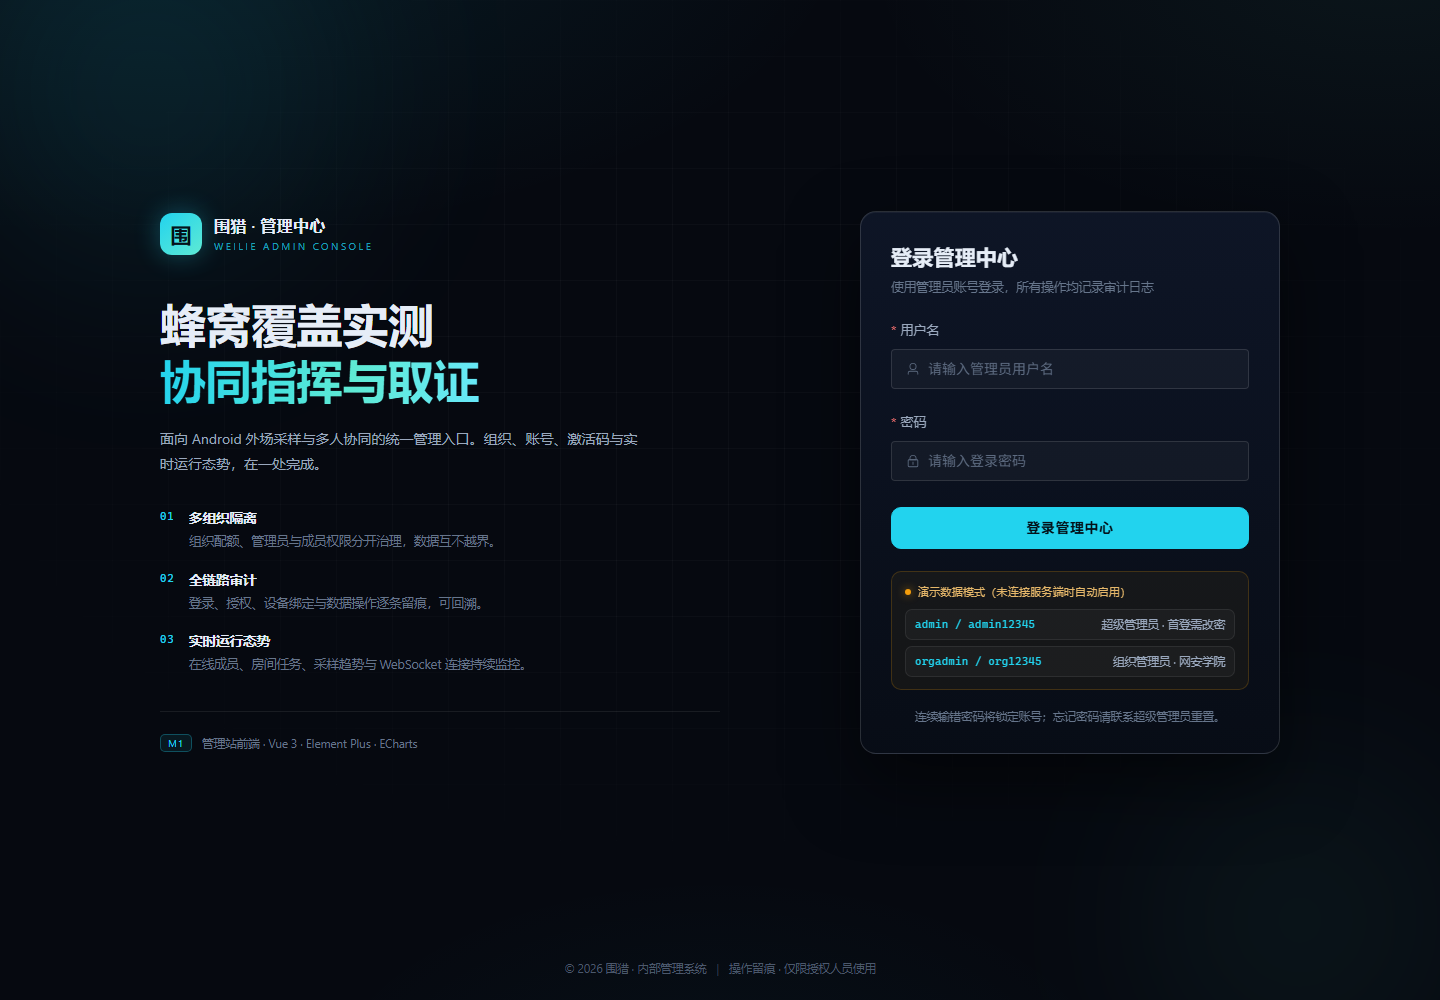 围
围猎 · 管理中心
WEILIE ADMIN CONSOLE
蜂窝覆盖实测
协同指挥与取证
面向 Android 外场采样与多人协同的统一管理入口。组织、账号、激活码与实
时运行态势，在一处完成。
01 多组织隔离
组织配额、管理员与成员权限分开治理，数据互不越界。
02 全链路审计
登录、授权、设备绑定与数据操作逐条留痕，可回溯。
03 实时运行态势
在线成员、房间任务、采样趋势与 WebSocket 连接持续监控。
M1 管理站前端 · Vue 3 · Element Plus · ECharts
登录管理中心
使用管理员账号登录，所有操作均记录审计日志
* 用户名
请输入管理员用户名
* 密码
请输入登录密码
登录管理中心
演示数据模式（未连接服务端时自动启用）
admin / admin12345 超级管理员 · 首登需改密
orgadmin / org12345 组织管理员 · 网安学院
连续输错密码将锁定账号；忘记密码请联系超级管理员重置。
© 2026 围猎 · 内部管理系统 | 操作留痕 · 仅限授权人员使用